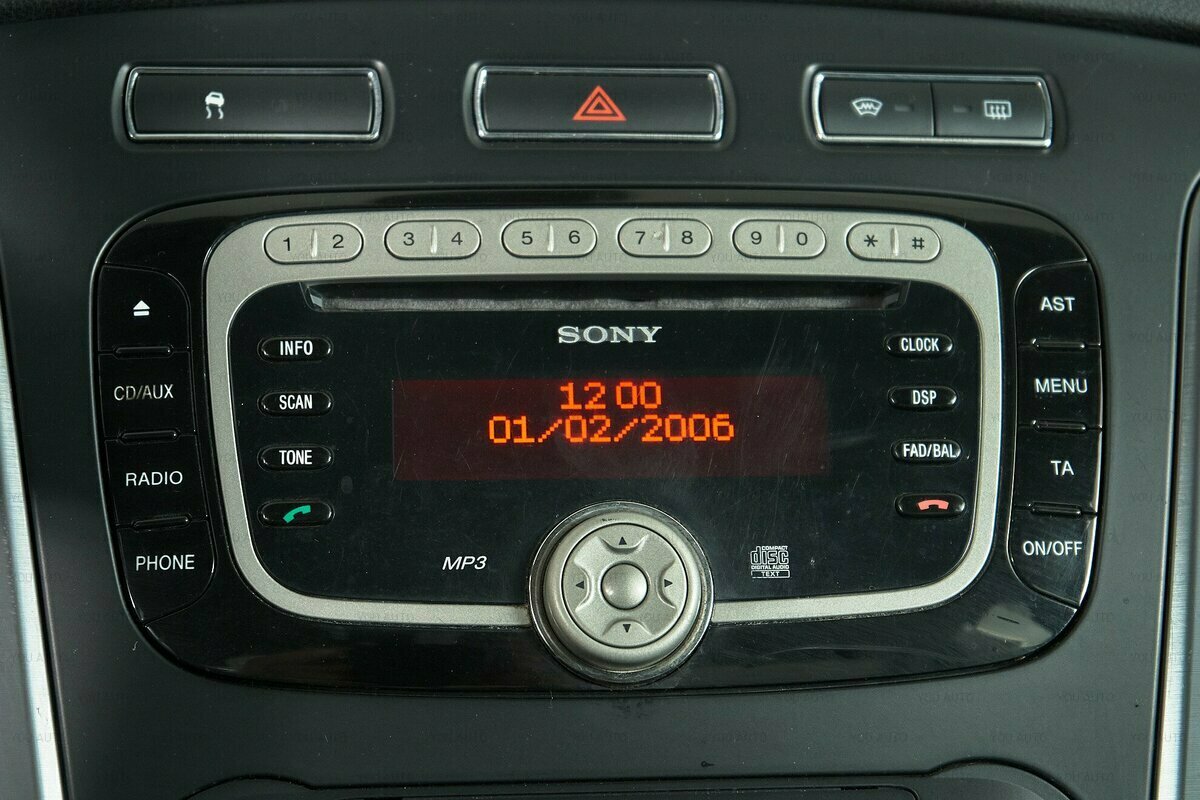 1 2 3 4 5 6 7 8 9 0 * #
SONY
INFO
CLOCK
AST
SCAN
DSP
MENU
CD/AUX
12 00
01/02/2006
TONE
FAD/BAL
TA
RADIO
PHONE
MP3
COMPACT
disc
DIGITAL AUDIO
TEXT
ON/OFF
YOU AUTO